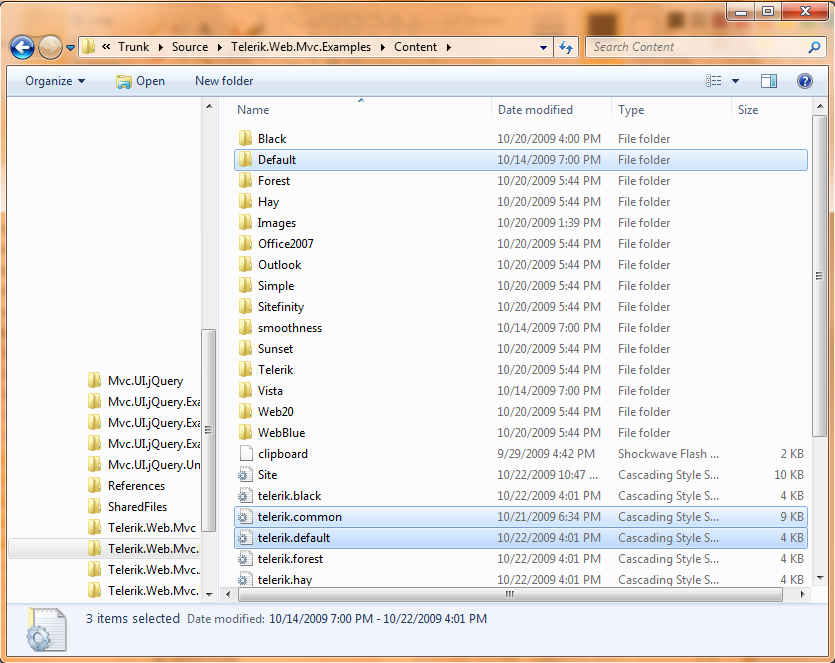 « Trunk Source Telerik.Web.Mvc.Examples Content Search Content
Organize Open New folder
Name Date modified Type Size
Black 10/20/2009 4:00 PM File folder
Default 10/14/2009 7:00 PM File folder
Forest 10/20/2009 5:44 PM File folder
Hay 10/20/2009 5:44 PM File folder
Images 10/20/2009 1:39 PM File folder
Office2007 10/20/2009 5:44 PM File folder
Outlook 10/20/2009 5:44 PM File folder
Simple 10/20/2009 5:44 PM File folder
Sitefinity 10/20/2009 5:44 PM File folder
smoothness 10/14/2009 7:00 PM File folder
Sunset 10/20/2009 5:44 PM File folder
Telerik 10/20/2009 5:44 PM File folder
Vista 10/14/2009 7:00 PM File folder
Web20 10/20/2009 5:44 PM File folder
WebBlue 10/20/2009 5:44 PM File folder
clipboard 9/29/2009 4:42 PM Shockwave Flash ... 2 KB
Site 10/22/2009 10:47 ... Cascading Style S... 10 KB
telerik.black 10/22/2009 4:01 PM Cascading Style S... 4 KB
telerik.common 10/21/2009 6:34 PM Cascading Style S... 9 KB
telerik.default 10/22/2009 4:01 PM Cascading Style S... 4 KB
telerik.forest 10/22/2009 4:01 PM Cascading Style S... 4 KB
telerik.hay 10/22/2009 4:01 PM Cascading Style S... 4 KB
Mvc.UI.jQuery
Mvc.UI.jQuery.Exa
Mvc.UI.jQuery.Exa
Mvc.UI.jQuery.Exa
Mvc.UI.jQuery.Un
References
SharedFiles
Telerik.Web.Mvc
Telerik.Web.Mvc.
Telerik.Web.Mvc.
Telerik.Web.Mvc.
3 items selected Date modified: 10/14/2009 7:00 PM - 10/22/2009 4:01 PM